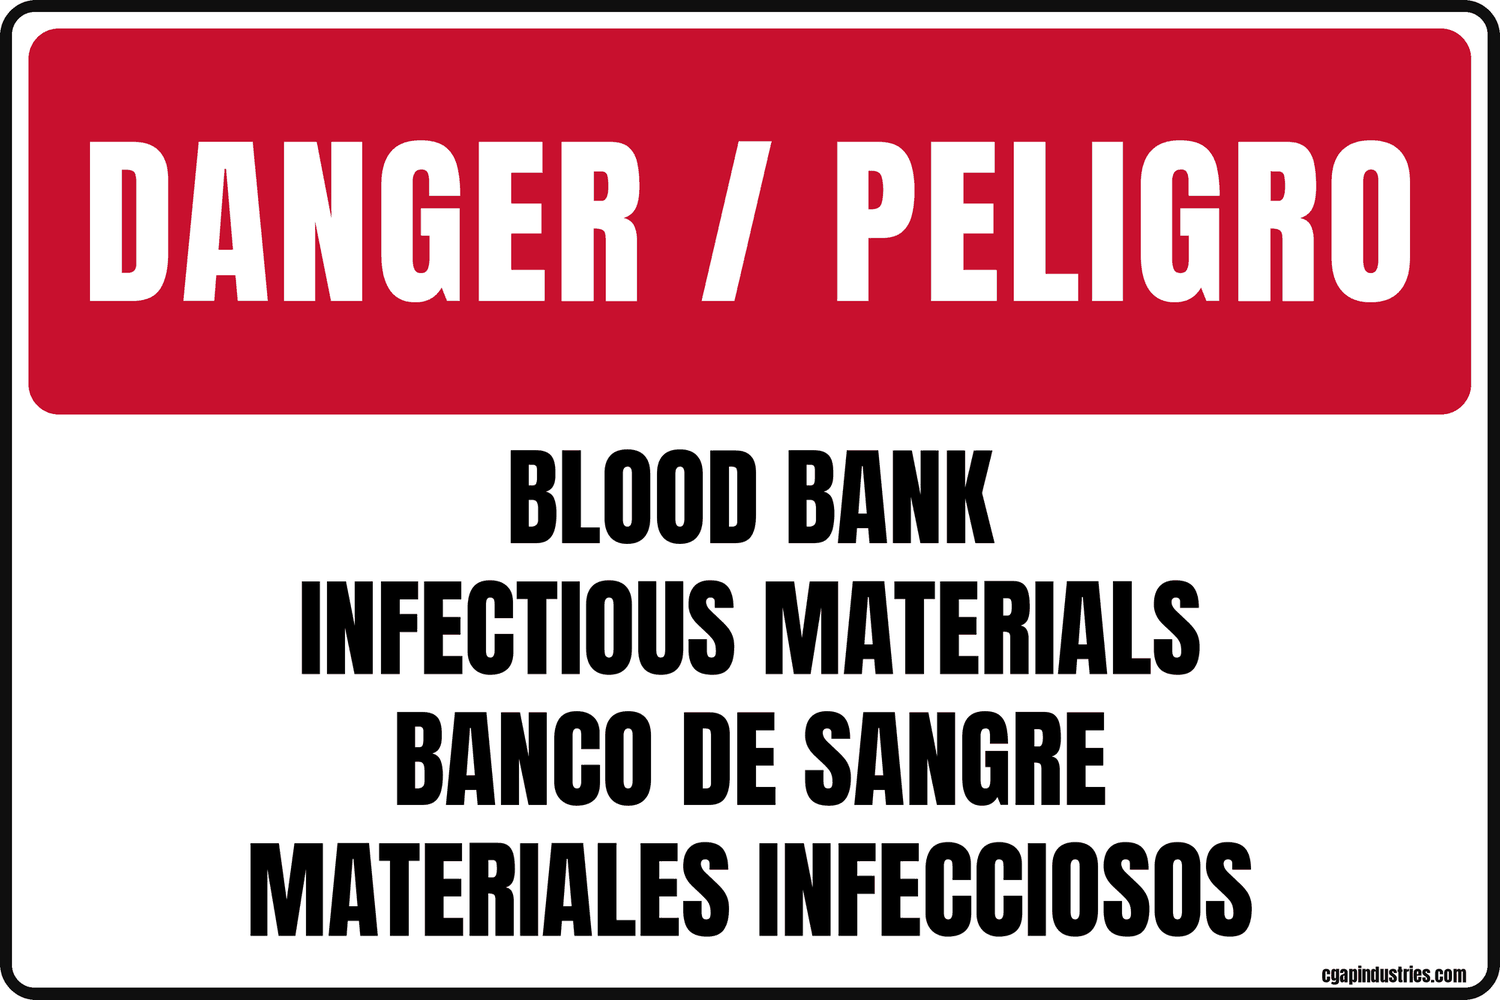 DANGER / PELIGRO
BLOOD BANK
INFECTIOUS MATERIALS
BANCO DE SANGRE
MATERIALES INFECCIOSOS
cgapindustries.com